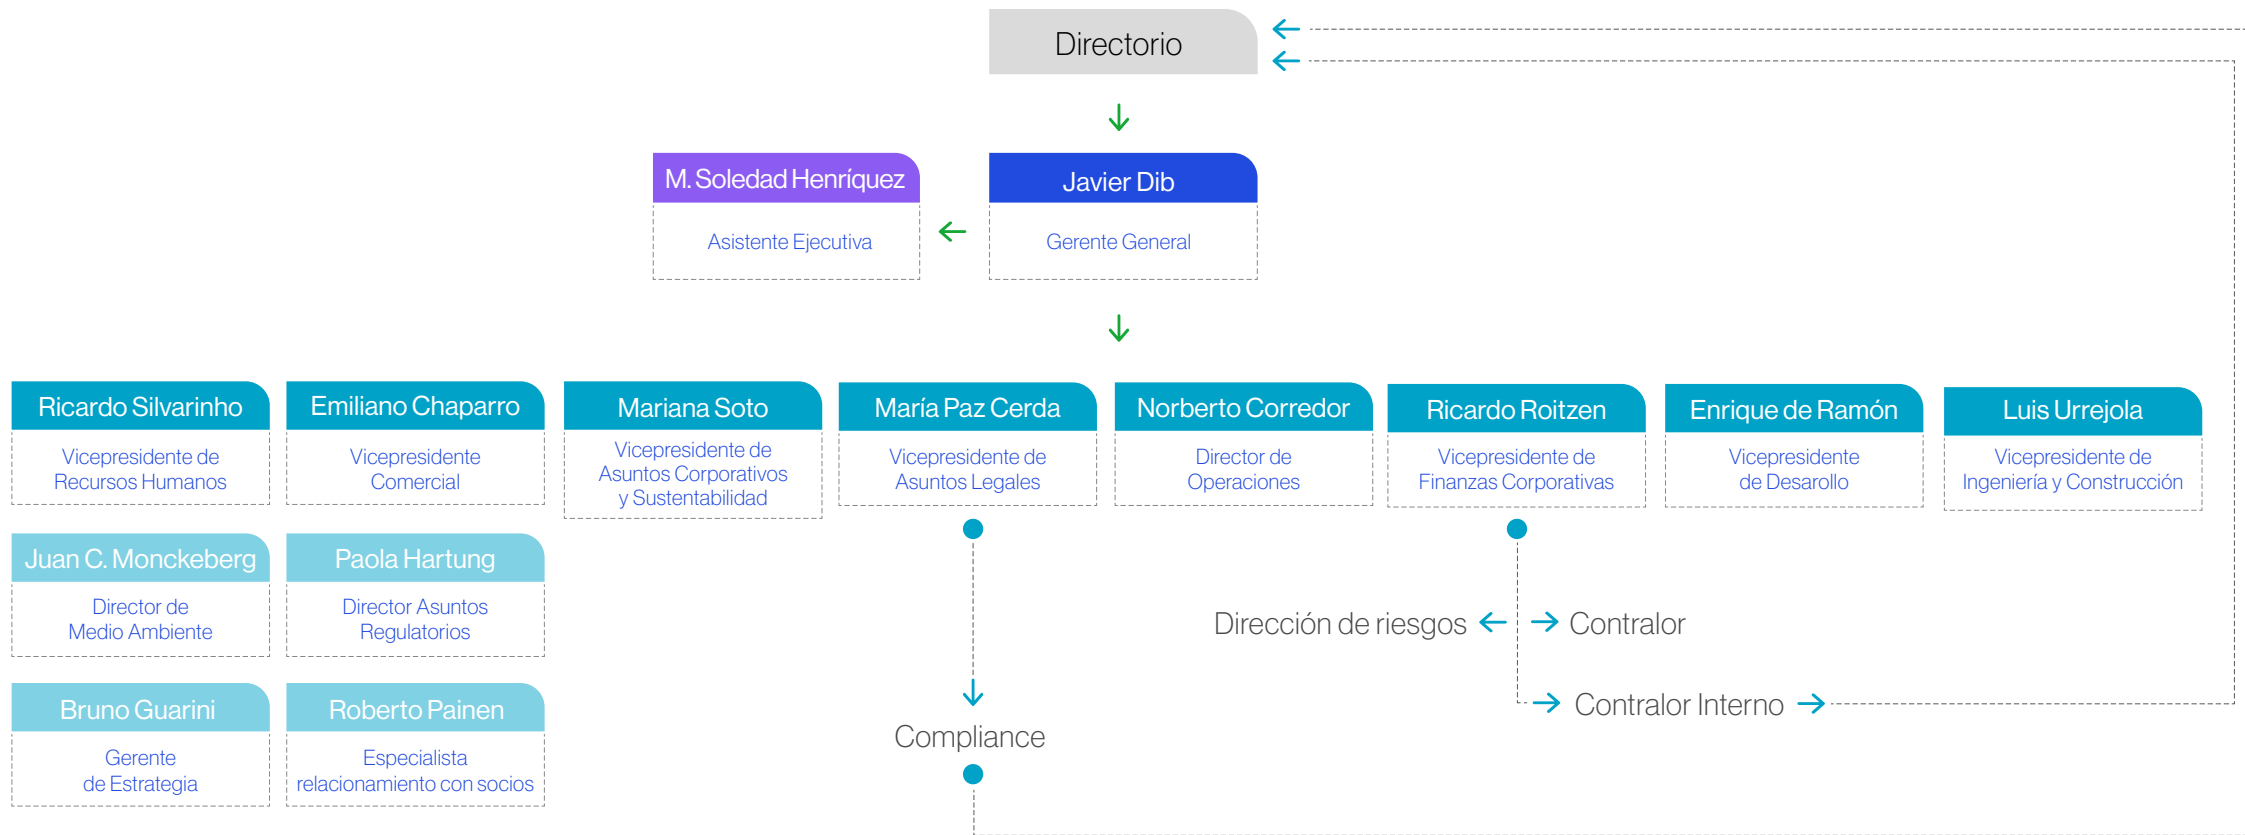 Directorio
M. Soledad Henríquez
Asistente Ejecutiva
Javier Dib
Gerente General
Ricardo Silvarinho
Vicepresidente de
Recursos Humanos
Emiliano Chaparro
Vicepresidente
Comercial
Mariana Soto
Vicepresidente de
Asuntos Corporativos
y Sustentabilidad
María Paz Cerda
Vicepresidente de
Asuntos Legales
Norberto Corredor
Director de
Operaciones
Ricardo Roitzen
Vicepresidente de
Finanzas Corporativas
Enrique de Ramón
Vicepresidente
de Desarollo
Luis Urrejola
Vicepresidente de
Ingeniería y Construcción
Juan C. Monckeberg
Director de
Medio Ambiente
Paola Hartung
Director Asuntos
Regulatorios
Dirección de riesgos
Contralor
Bruno Guarini
Gerente
de Estrategia
Roberto Painen
Especialista
relacionamiento con socios
Contralor Interno
Compliance